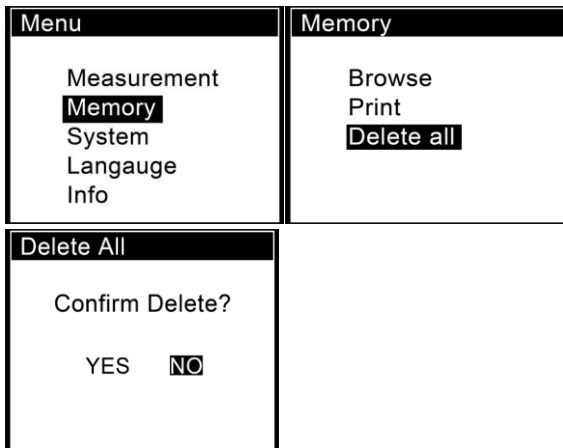 Menu
Measurement
Memory
System
Langauge
Info
Memory
Browse
Print
Delete all
Delete All
Confirm Delete?
YES NO